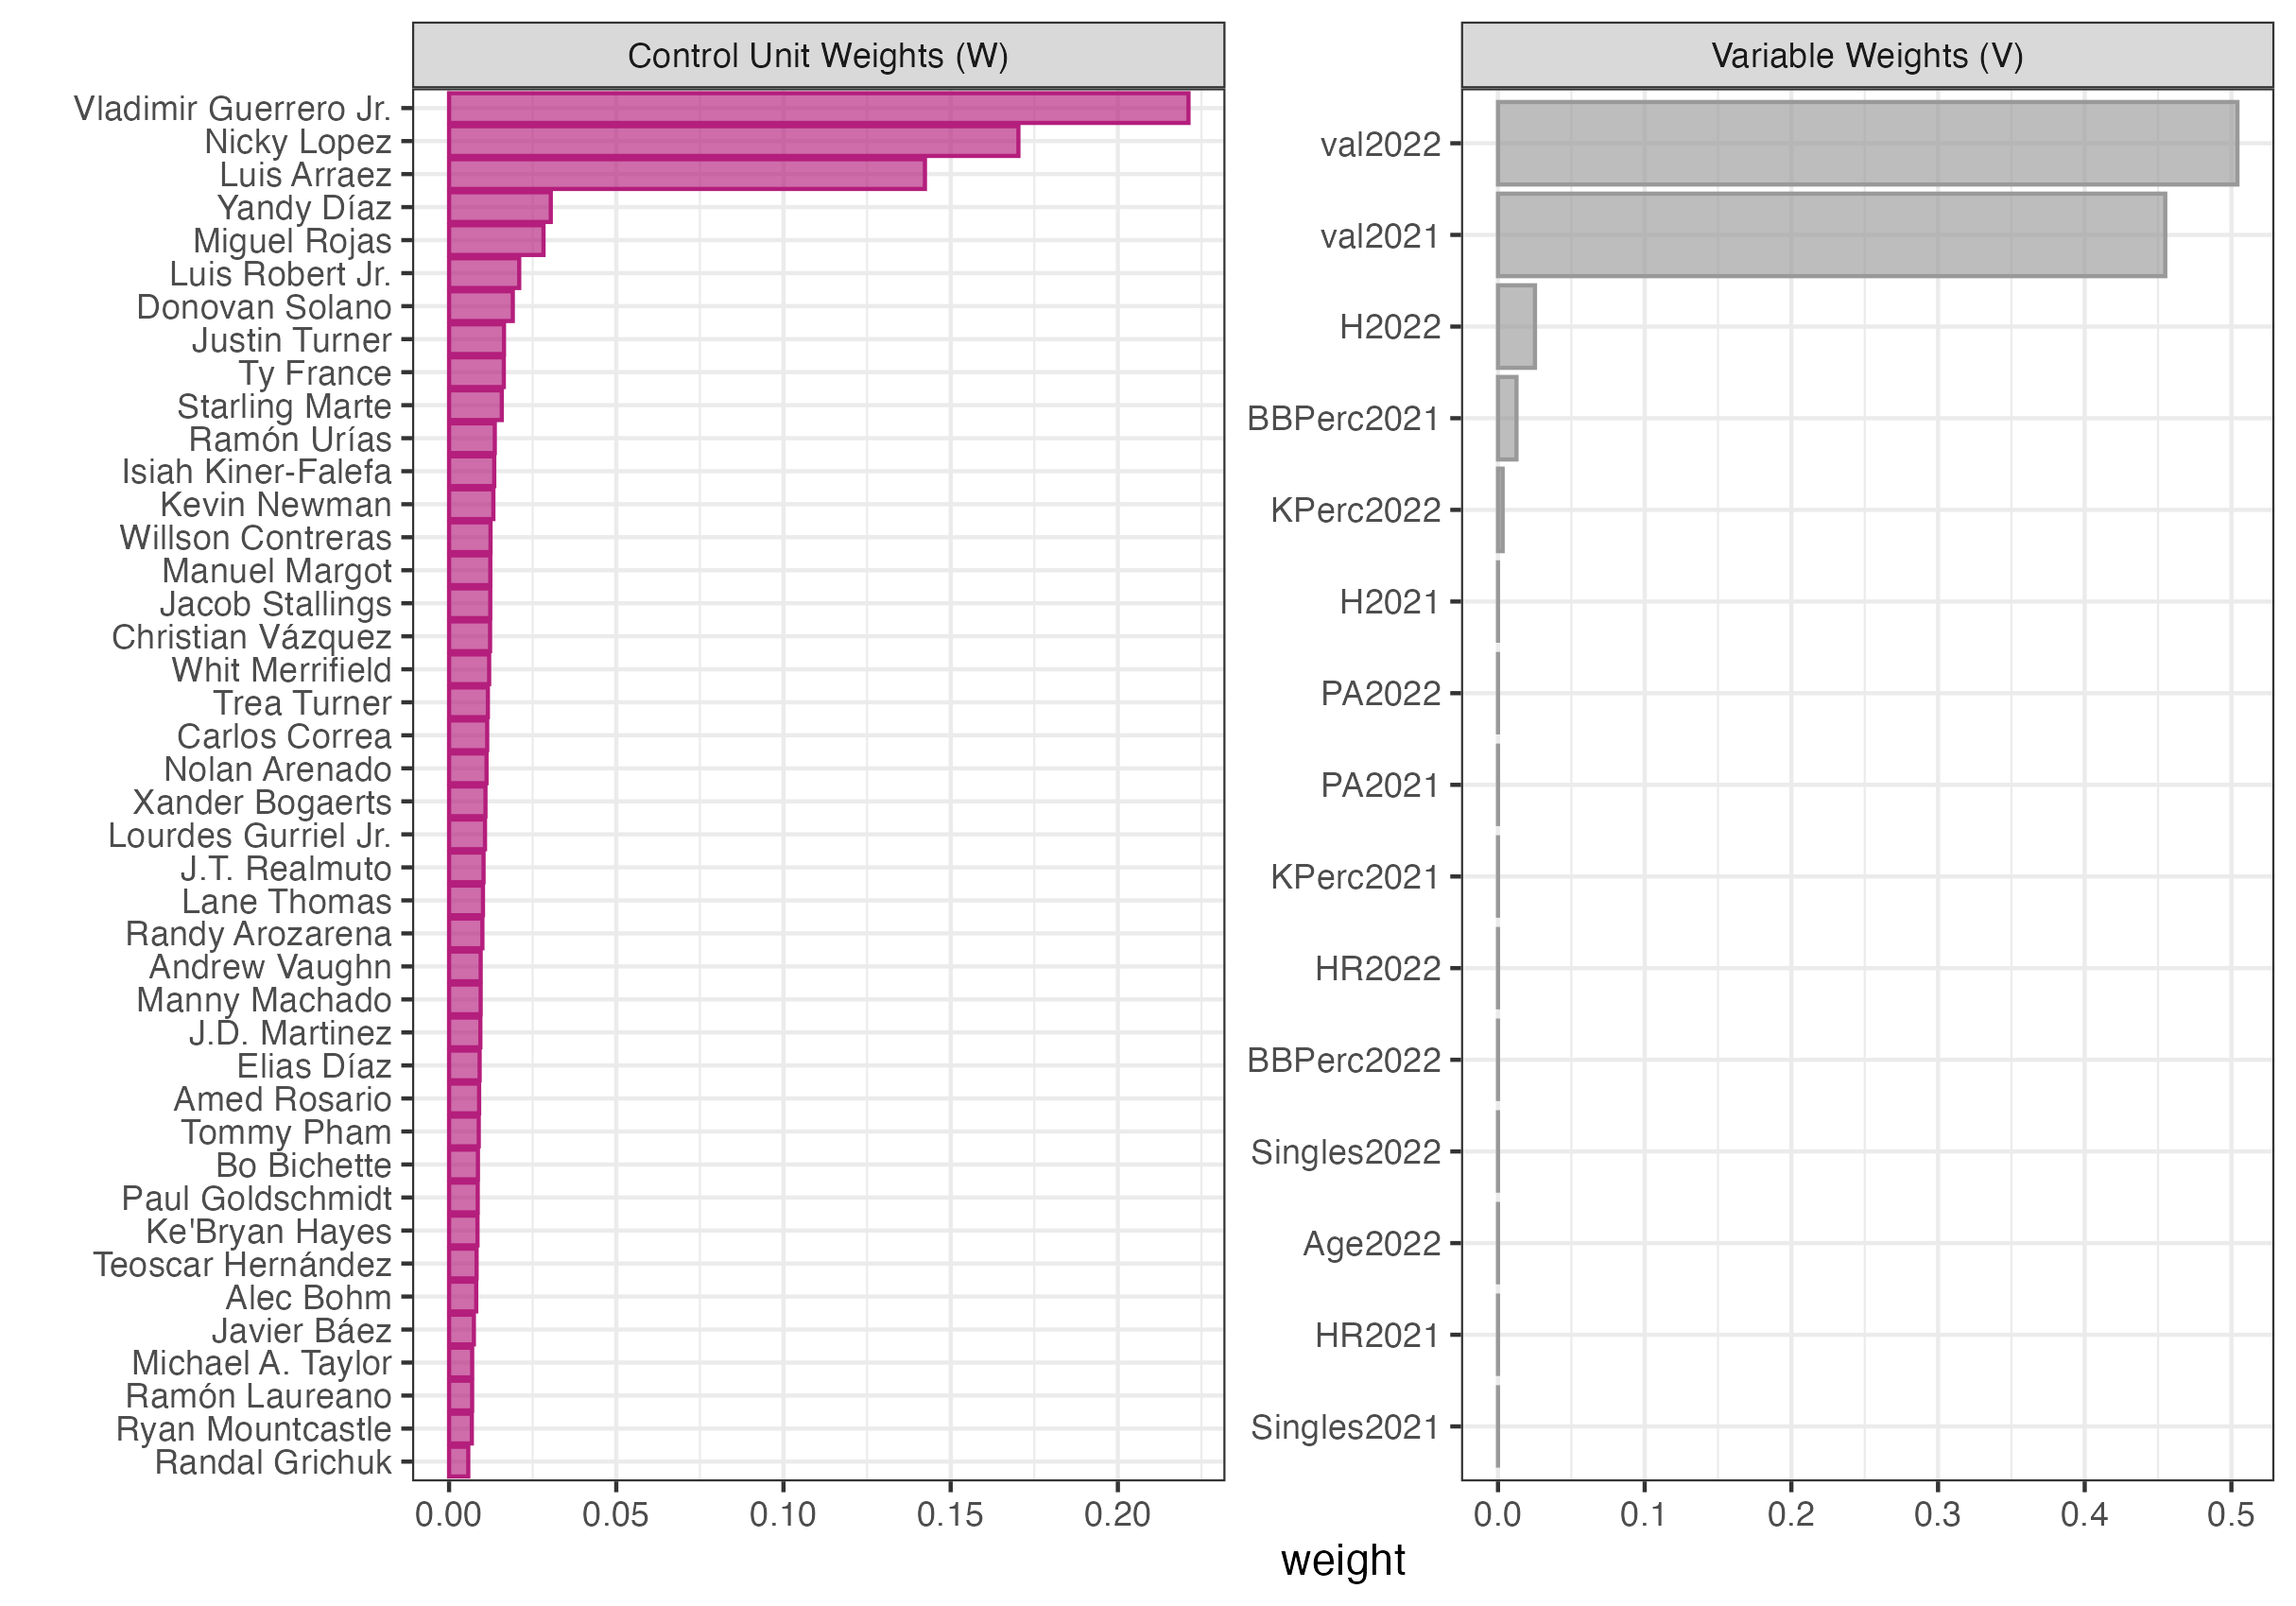 Control Unit Weights (W)
Vladimir Guerrero Jr.
Nicky Lopez
Luis Arraez
Yandy Díaz
Miguel Rojas
Luis Robert Jr.
Donovan Solano
Justin Turner
Ty France
Starling Marte
Ramón Urías
Isiah Kiner-Falefa
Kevin Newman
Willson Contreras
Manuel Margot
Jacob Stallings
Christian Vázquez
Whit Merrifield
Trea Turner
Carlos Correa
Nolan Arenado
Xander Bogaerts
Lourdes Gurriel Jr.
J.T. Realmuto
Lane Thomas
Randy Arozarena
Andrew Vaughn
Manny Machado
J.D. Martinez
Elias Díaz
Amed Rosario
Tommy Pham
Bo Bichette
Paul Goldschmidt
Ke'Bryan Hayes
Teoscar Hernández
Alec Bohm
Javier Báez
Michael A. Taylor
Ramón Laureano
Ryan Mountcastle
Randal Grichuk
0.00 0.05 0.10 0.15 0.20
Variable Weights (V)
val2022
val2021
H2022
BBPerc2021
KPerc2022
H2021
PA2022
PA2021
KPerc2021
HR2022
BBPerc2022
Singles2022
Age2022
HR2021
Singles2021
0.0 0.1 0.2 0.3 0.4 0.5
weight